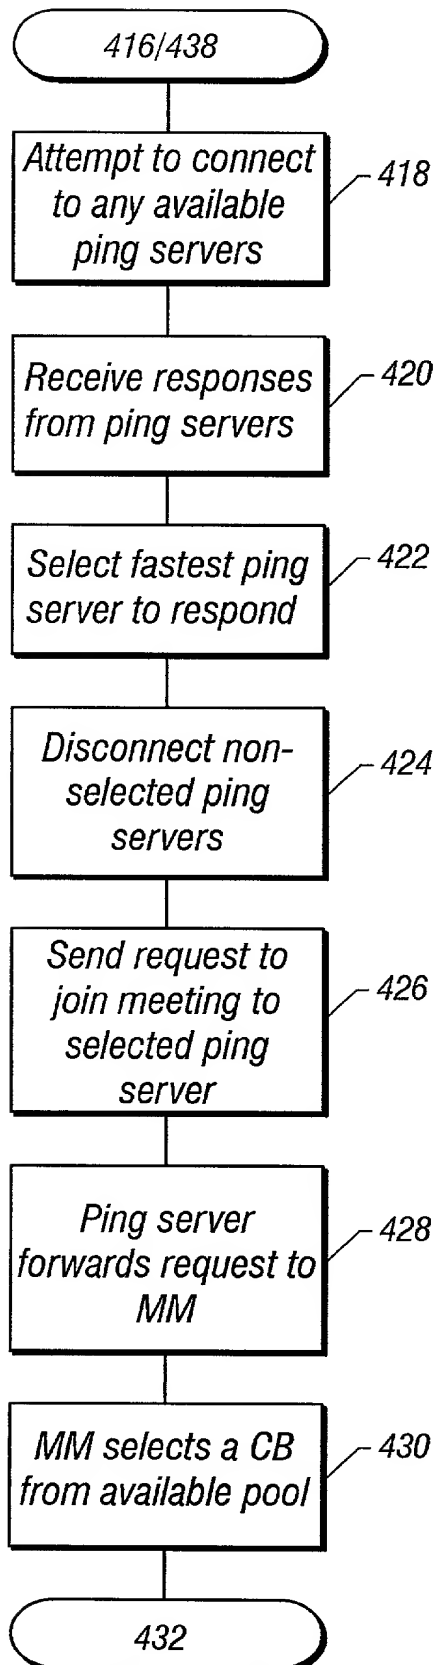 416/438
Attempt to connect
to any available
ping servers
418
Receive responses
from ping servers
420
Select fastest ping
server to respond
422
Disconnect non-
selected ping
servers
424
Send request to
join meeting to
selected ping
server
426
Ping server
forwards request to
MM
428
MM selects a CB
from available pool
430
432